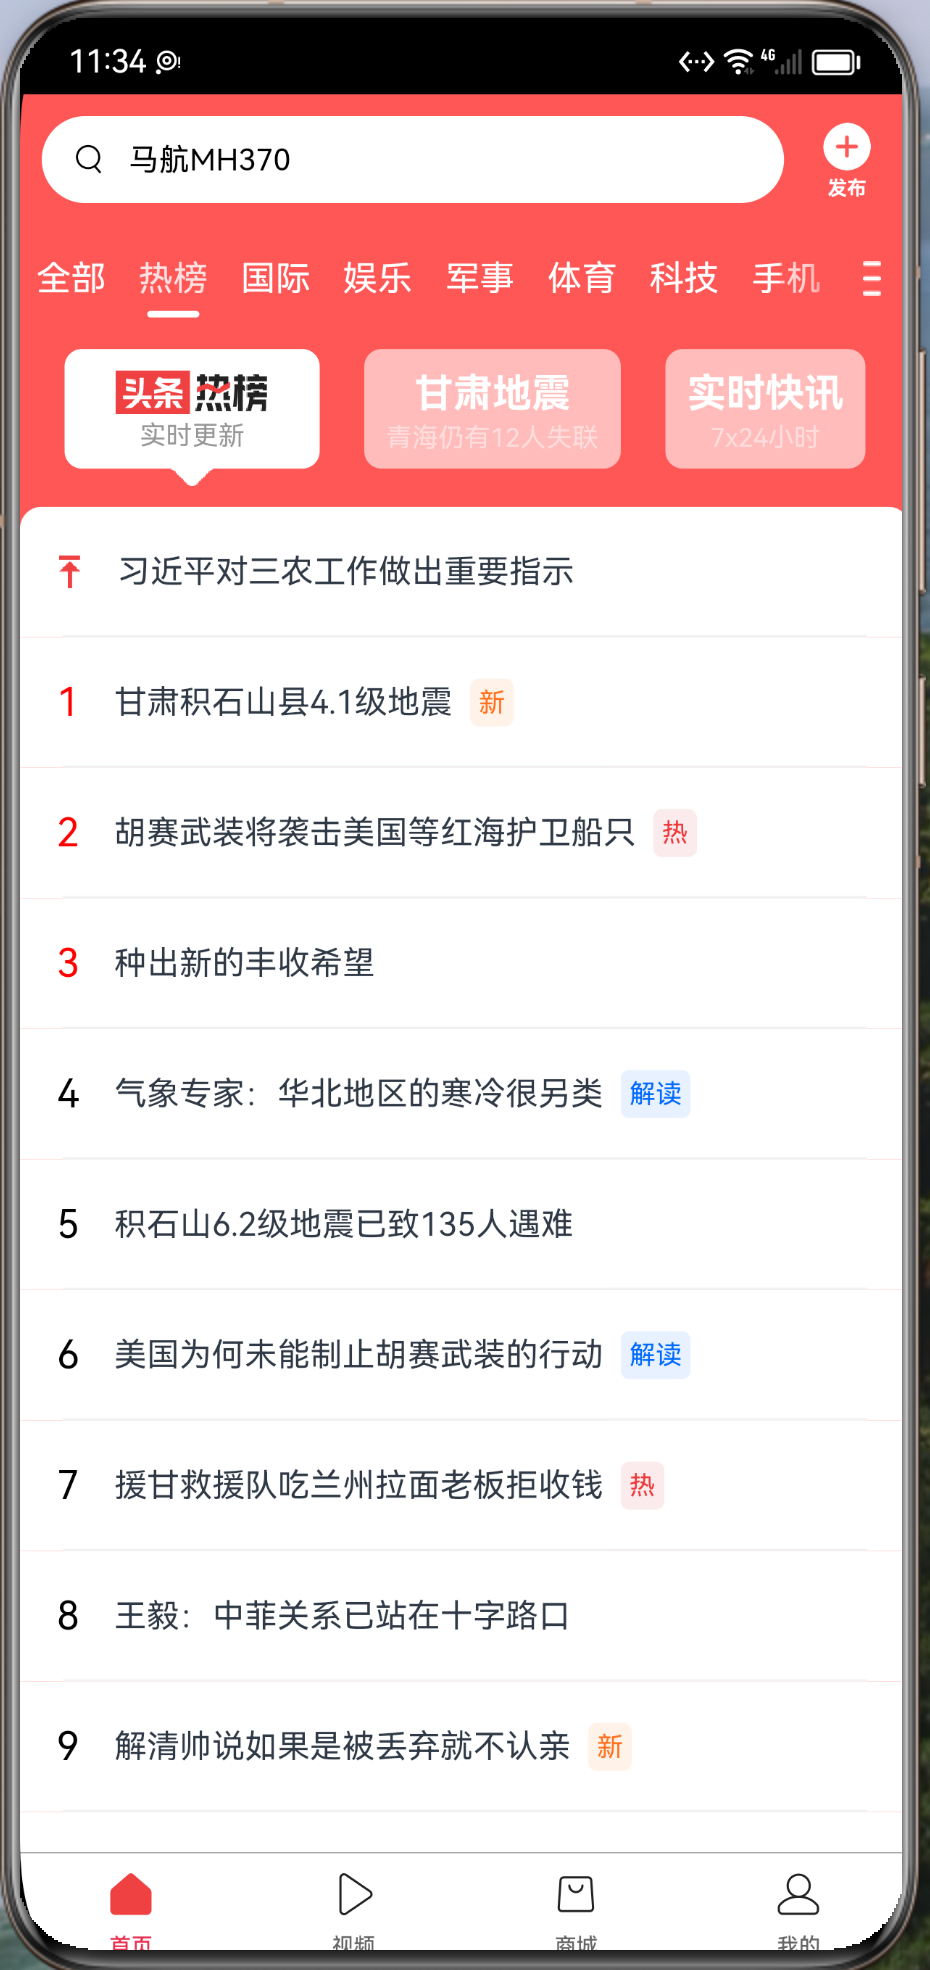 11:34
4G
马航MH370
发布
全部 热榜 国际 娱乐 军事 体育 科技 手机
头条热榜
实时更新
甘肃地震
青海仍有12人失联
实时快讯
7x24小时
习近平对三农工作做出重要指示
1 甘肃积石山县4.1级地震 新
2 胡赛武装将袭击美国等红海护卫船只 热
3 种出新的丰收希望
4 气象专家：华北地区的寒冷很另类 解读
5 积石山6.2级地震已致135人遇难
6 美国为何未能制止胡赛武装的行动 解读
7 援甘救援队吃兰州拉面老板拒收钱 热
8 王毅：中菲关系已站在十字路口
9 解清帅说如果是被丢弃就不认亲 新
首页 视频 商城 我的